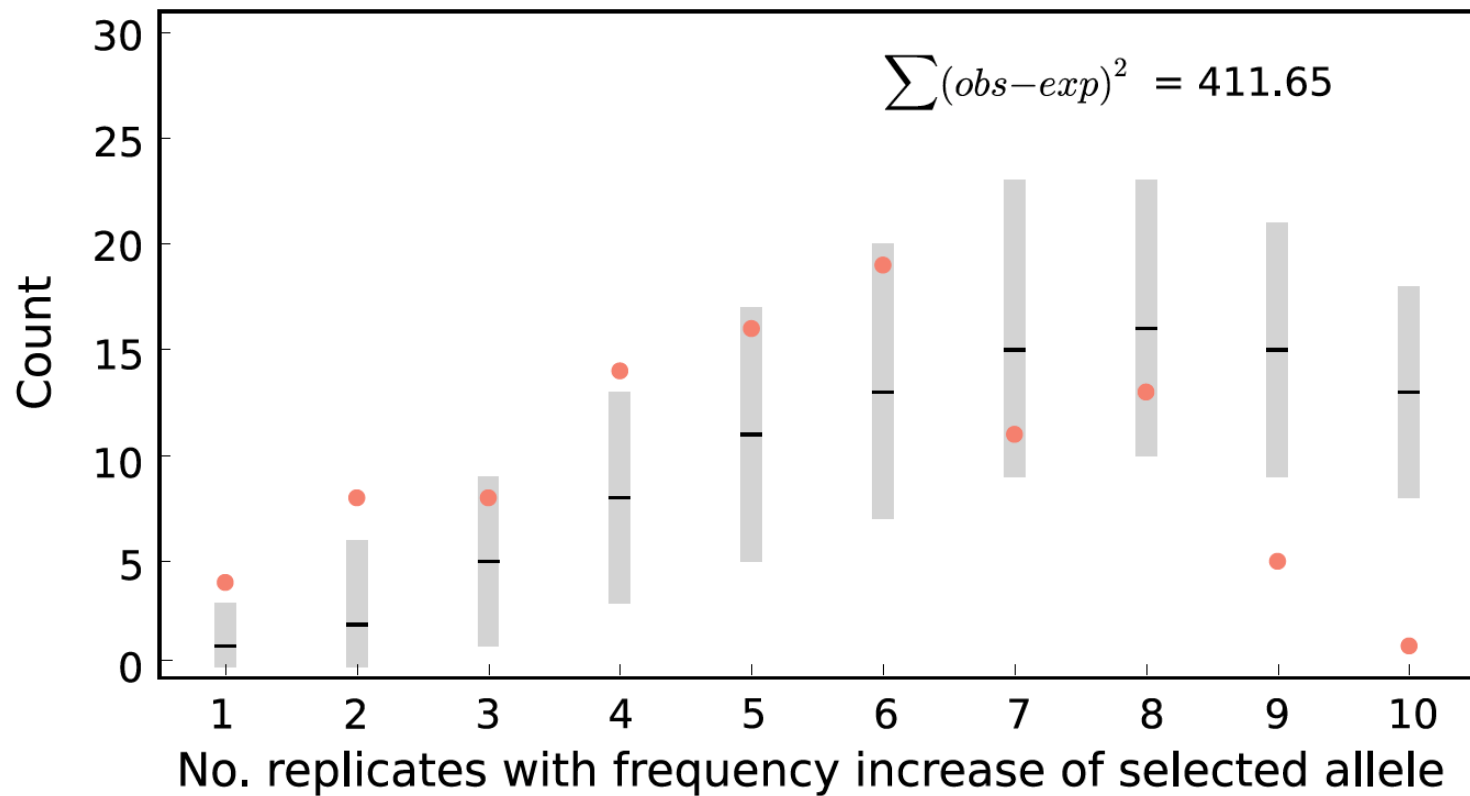 30
∑(obs−exp)² = 411.65
25
20
15
10
5
0
Count
1 2 3 4 5 6 7 8 9 10
No. replicates with frequency increase of selected allele